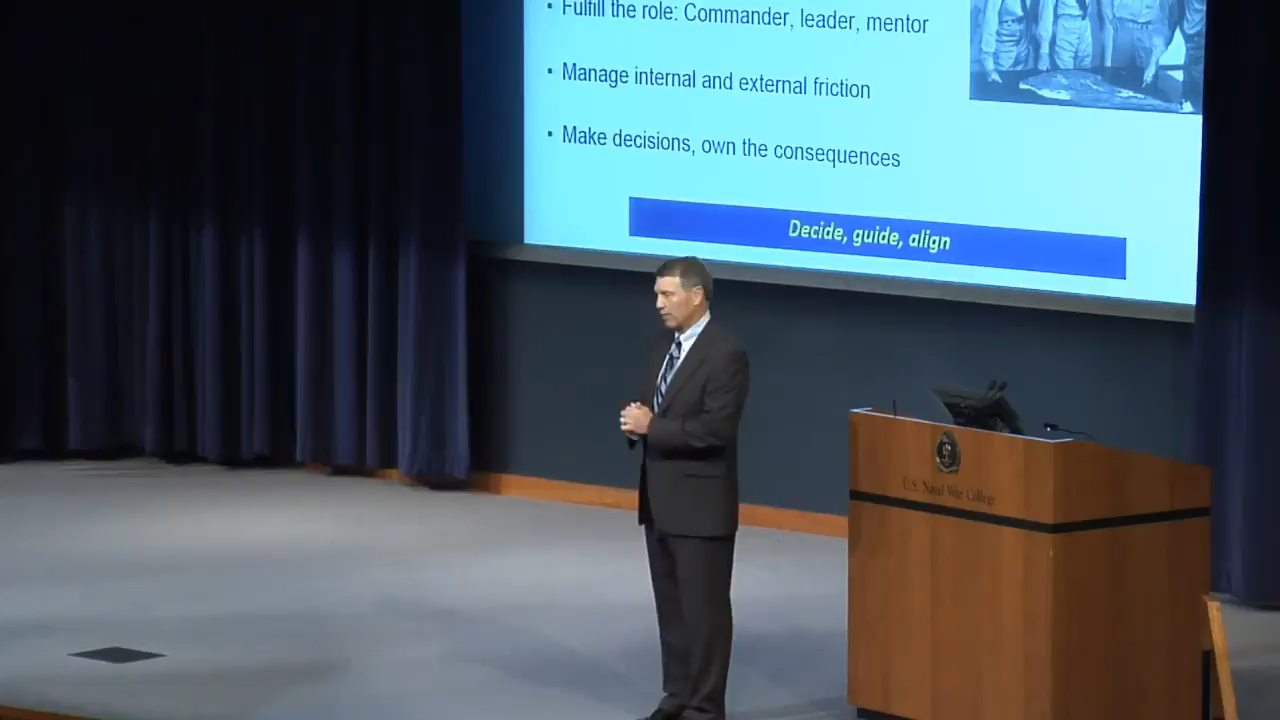 ▪ Fulfill the role: Commander, leader, mentor
▪ Manage internal and external friction
▪ Make decisions, own the consequences
Decide, guide, align
U.S. Naval War College